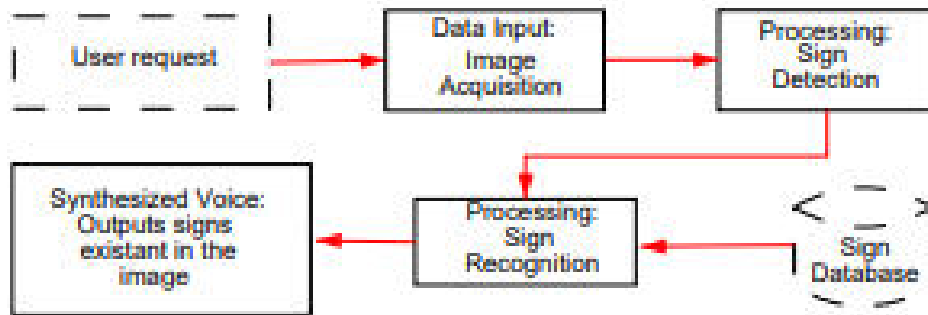 User request
Data Input:
Image
Acquisition
Processing:
Sign
Detection
Synthesized Voice:
Outputs signs
existant in the
image
Processing:
Sign
Recognition
Sign
Database